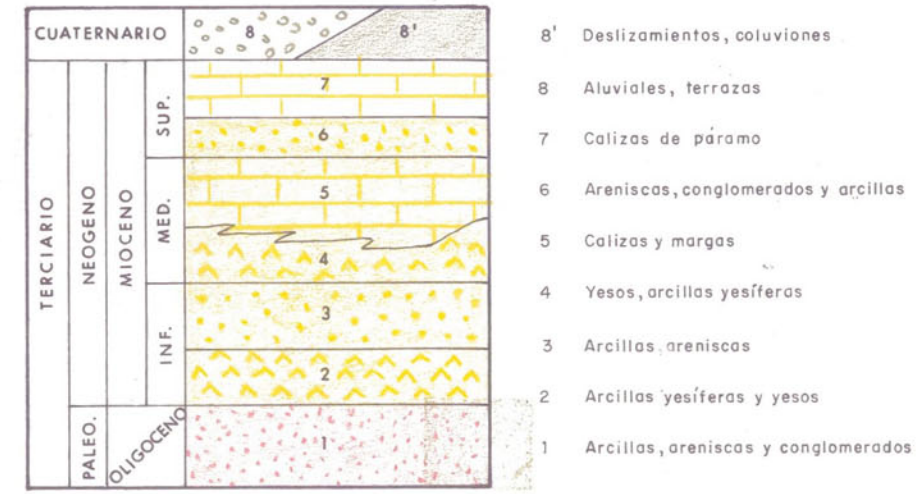 CUATERNARIO
8
8'
TERCIARIO
NEOGENO
MIOCENO
SUP.
MED.
INF.
PALEO.
OLIGOCENO
7
6
5
4
3
2
1
8' Deslizamientos, coluviones
8 Aluviales, terrazas
7 Calizas de páramo
6 Areniscas, conglomerados y arcillas
5 Calizas y margas
4 Yesos, arcillas yesíferas
3 Arcillas, areniscas
2 Arcillas yesíferas y yesos
1 Arcillas, areniscas y conglomerados